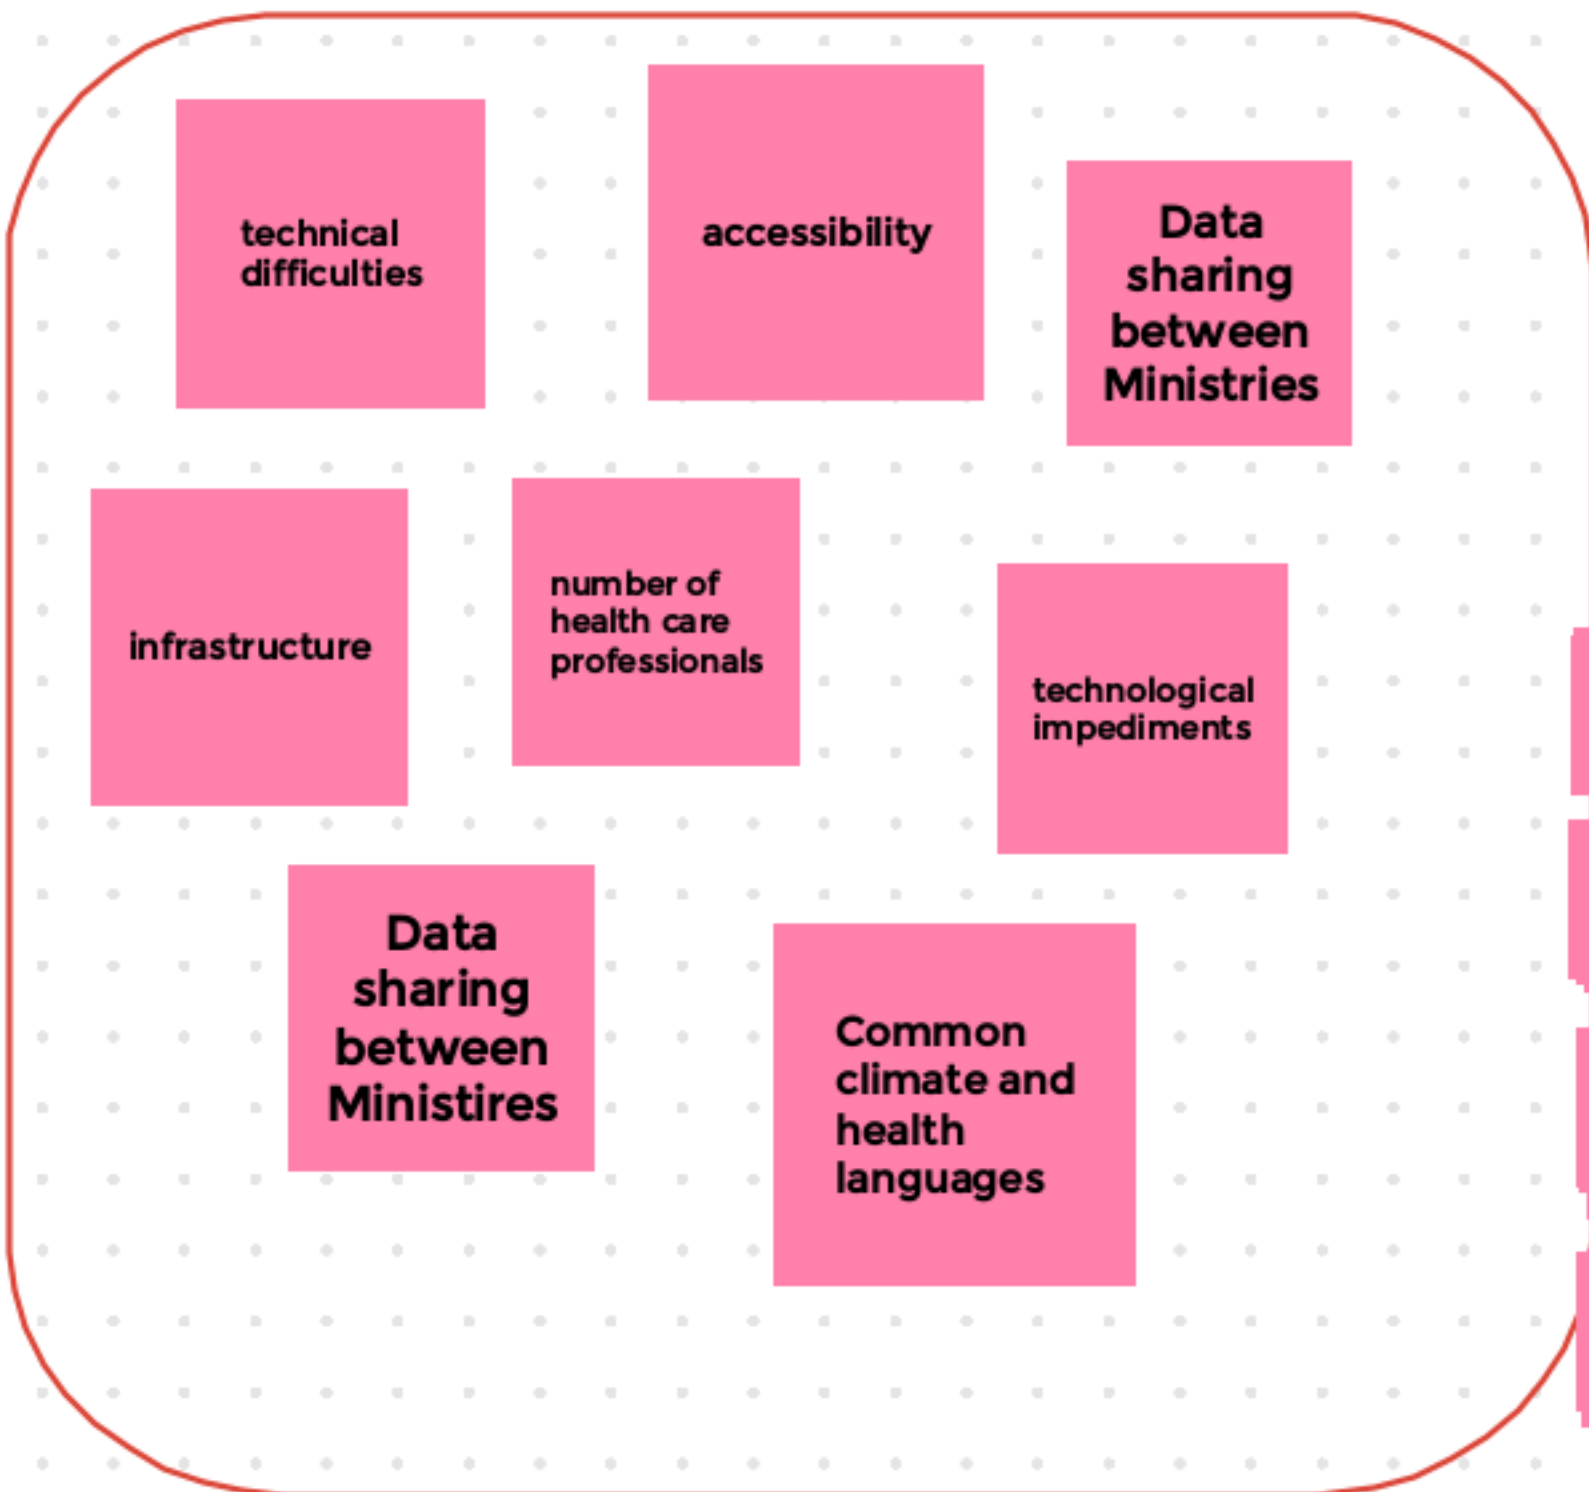 technical
difficulties
accessibility
Data
sharing
between
Ministries
infrastructure
number of
health care
professionals
technological
impediments
Data
sharing
between
Ministires
Common
climate and
health
languages